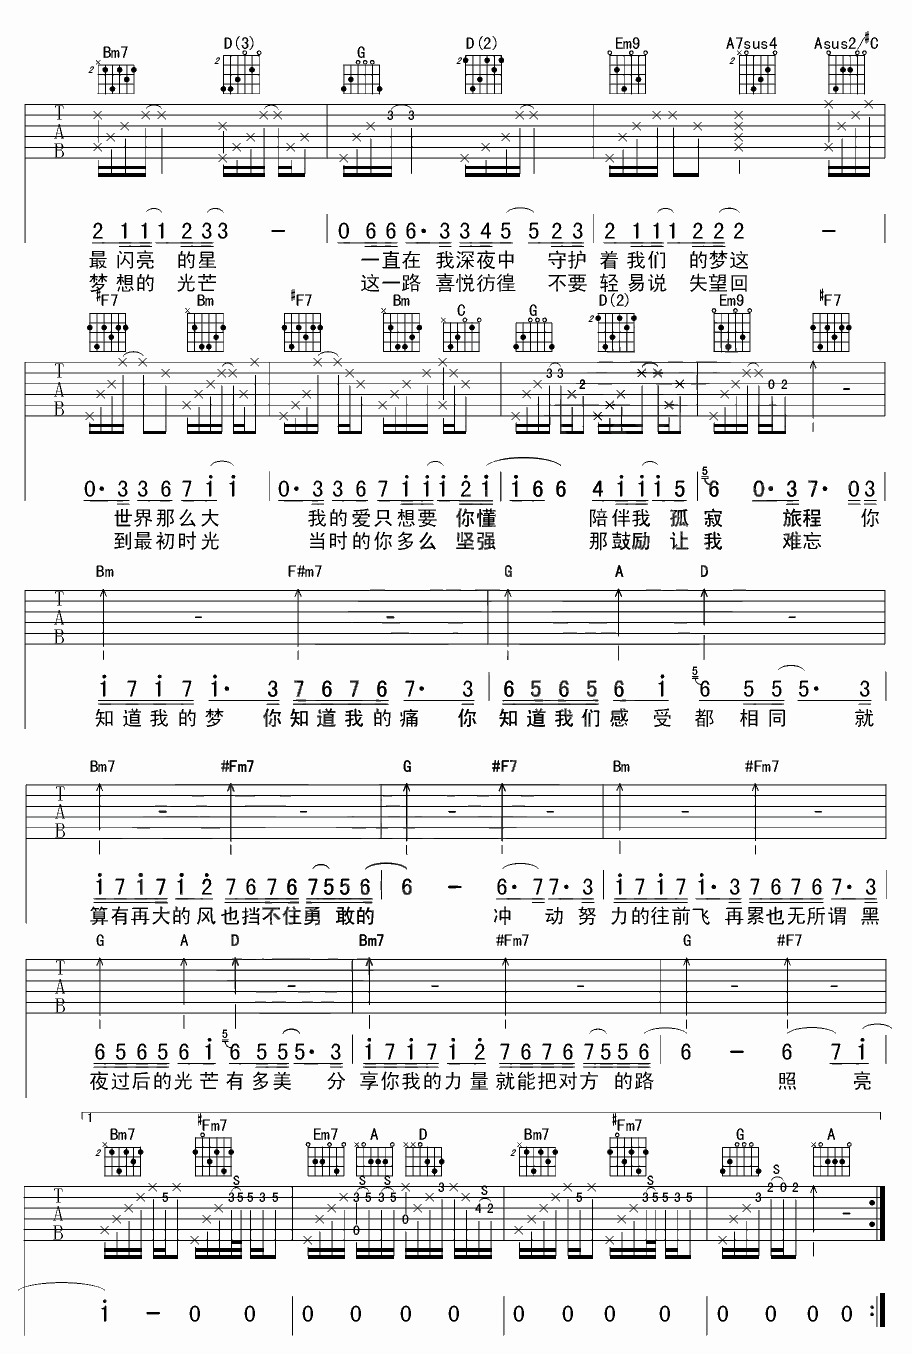 Bm7 D(3) G D(2) Em9 A7sus4 Asus2/#C
2 1 1 1 1 2 3 3 - 0 6 6 6· 3 3 4 5 5 2 3 2 1 1 1 2 2 2 -
最 闪亮 的星 一直在 我深夜中 守护 着我们 的梦这
梦想的 光芒 这一路 喜悦彷徨 不要 轻易说 失望回
#F7 Bm #F7 Bm C G D(2) Em9 #F7
0· 3 3 6 7 i i 0· 3 3 6 7 i i i 2 i i 6 6 4 i i i 5 6 0· 3 7· 0 3
世界那么大 我的爱只想要 你懂 陪伴我 孤寂 旅程 你
到最初时光 当时的你多么 坚强 那鼓励 让我 难忘
Bm F#m7 G A D
i 7 i 7 i· 3 7 6 7 6 7· 3 6 5 6 5 6 i 6 5 5 5· 3
知道我的梦 你知道我的痛 你 知道我们感 受都 相同 就
Bm7 #Fm7 G #F7 Bm #Fm7
i 7 i 7 i 2 7 6 7 6 7 5 5 6 6 - 6· 7 7· 3 i 7 i 7 i· 3 7 6 7 6 7· 3
算有再大的风也挡不住勇 敢的 冲 动努 力的往前飞 再累也无所谓 黑
G A D Bm7 #Fm7 G #F7
6 5 6 5 6 i 6 5 5 5· 3 i 7 i 7 i 2 7 6 7 6 7 5 5 6 6 - 6 7 i
夜过后的光芒有多美 分 享你我的力量就能把对方 的路 照 亮
1
Bm7 #Fm7 Em7 A D Bm7 #Fm7 G A
i - 0 0 0 0 0 0 0 0 0 0 0 0 0 0 :